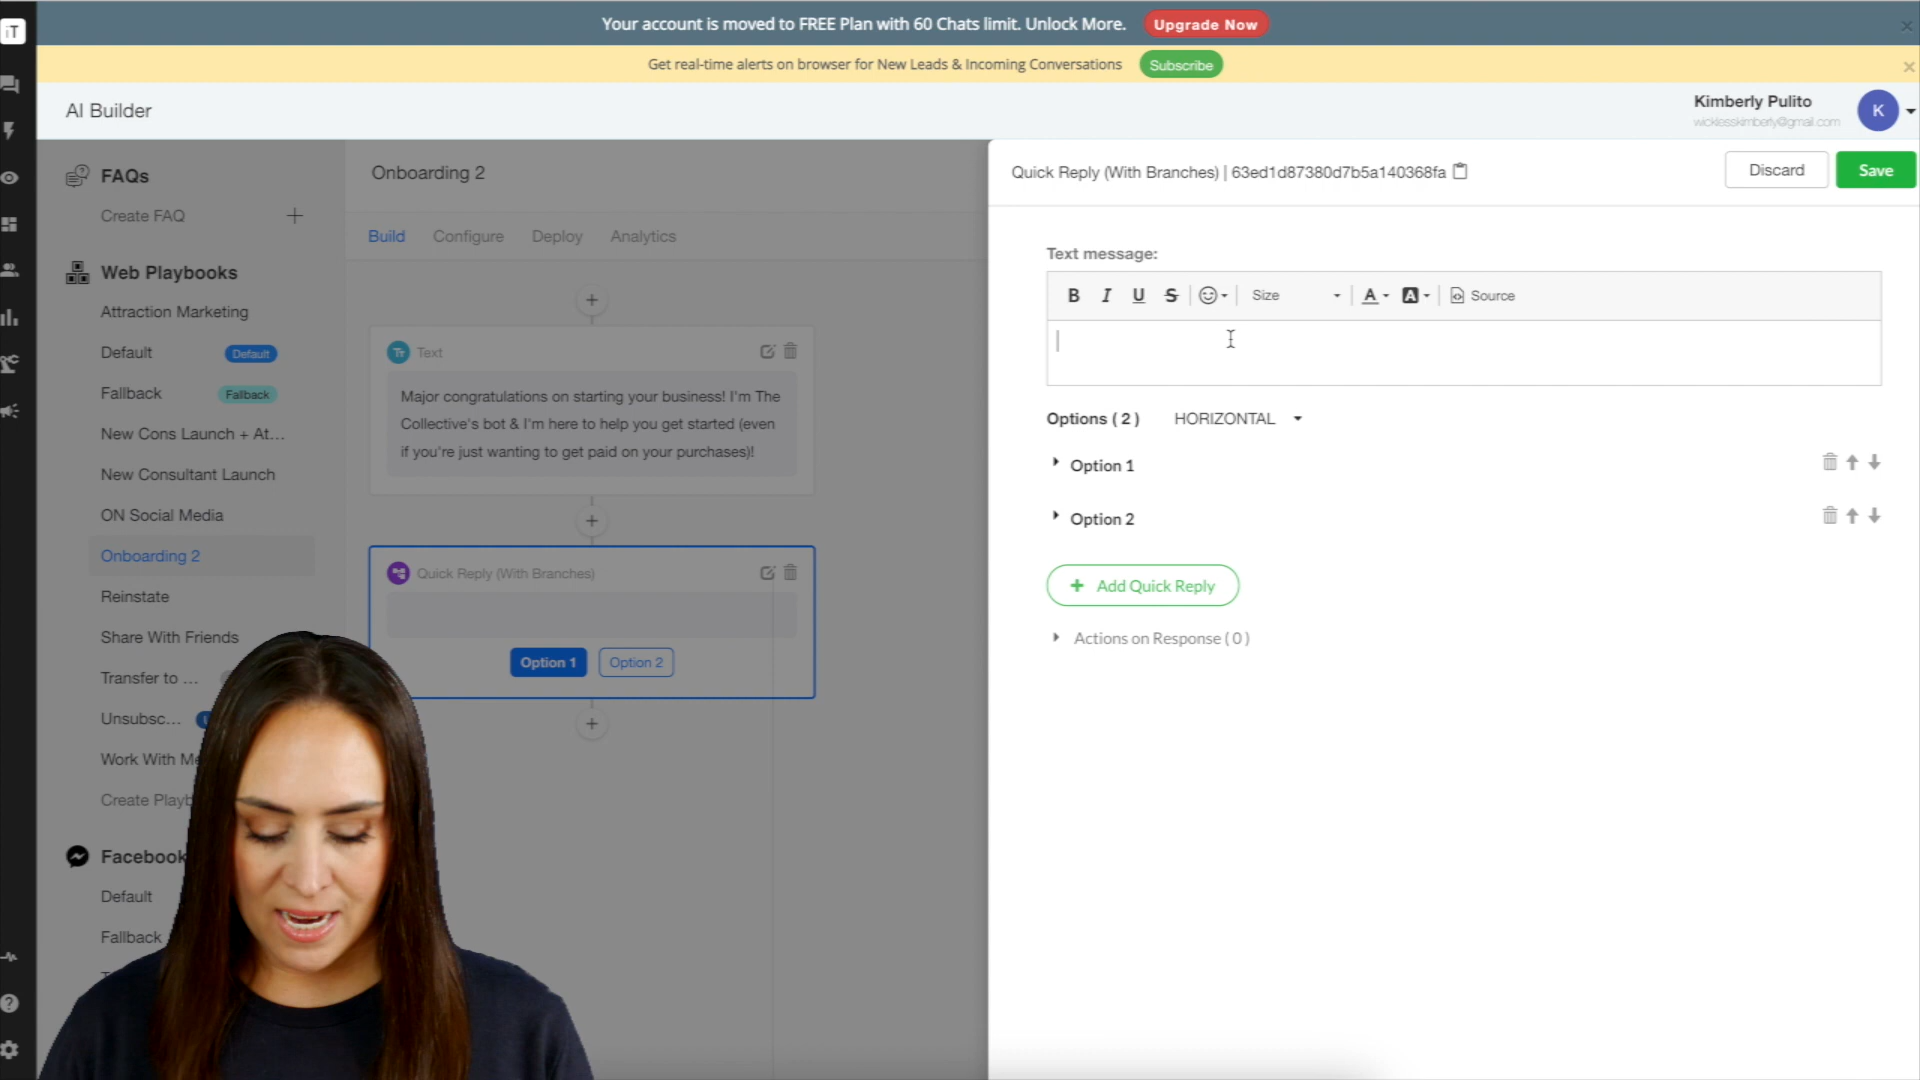 Your account is moved to FREE Plan with 60 Chats limit. Unlock More. Upgrade Now
Get real-time alerts on browser for New Leads & Incoming Conversations Subscribe
iT
AI Builder
Kimberly Pulito
wicklesskimberly@gmail.com
K
FAQs
Create FAQ
Web Playbooks
Attraction Marketing
Default Default
Fallback Fallback
New Cons Launch + At...
New Consultant Launch
ON Social Media
Onboarding 2
Reinstate
Share With Friends
Transfer to ...
Unsubsc...
Work With Me
Create Playb
Facebook
Default
Fallback
Onboarding 2
Build Configure Deploy Analytics
Text
Major congratulations on starting your business! I'm The
Collective's bot & I'm here to help you get started (even
if you're just wanting to get paid on your purchases)!
Quick Reply (With Branches)
Option 1 Option 2
Quick Reply (With Branches) | 63ed1d87380d7b5a140368fa
Discard Save
Text message:
B I U S Size A A Source
Options ( 2 ) HORIZONTAL
Option 1
Option 2
+ Add Quick Reply
Actions on Response ( 0 )